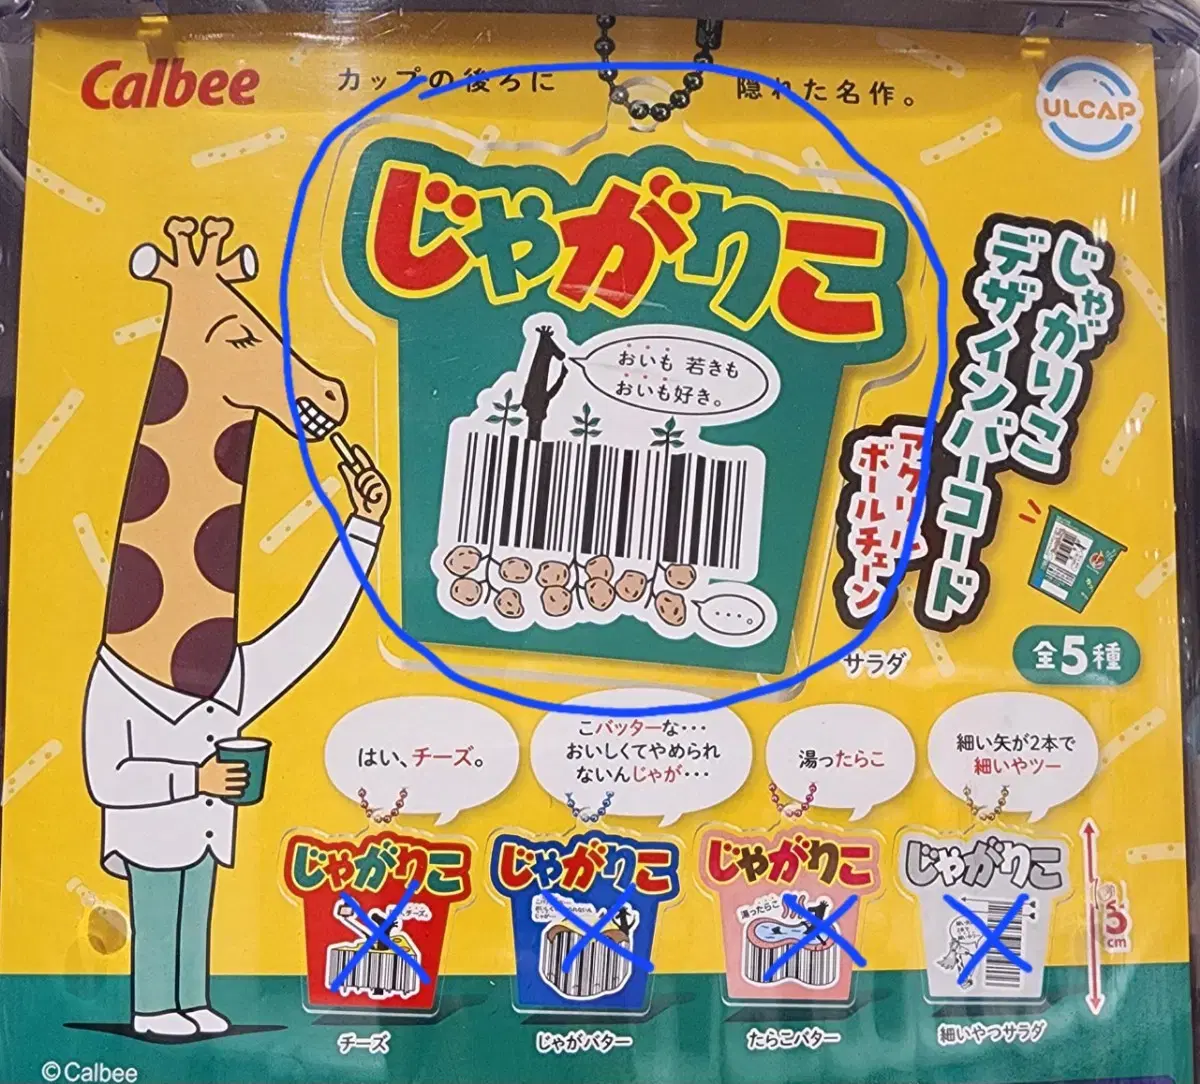 Calbee
カップの後ろに
隠れた名作。
ULCAP
じゃがりこ
おいも 若きも
おいも好き。
....。
じゃがりこ
デザインバーコード
アクリル
ボールチェーン
サラダ
全5種
はい、チーズ。
こバッターな・・・
おいしくてやめられ
ないんじゃが・・・
湯ったらこ
細い矢が2本で
細いやツー
じゃがりこ
じゃがりこ
じゃがりこ
じゃがりこ
湯ったらこ
cm
チーズ
じゃがバター
たらこバター
細いやつサラダ
©Calbee